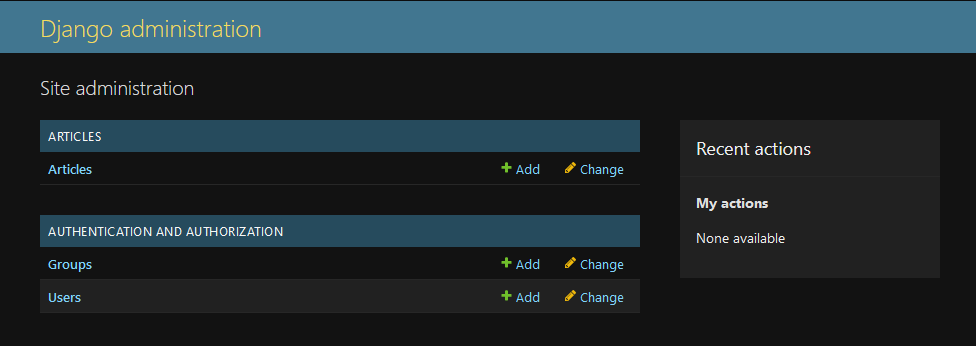 Django administration
Site administration
ARTICLES
Articles Add Change
AUTHENTICATION AND AUTHORIZATION
Groups Add Change
Users Add Change
Recent actions
My actions
None available